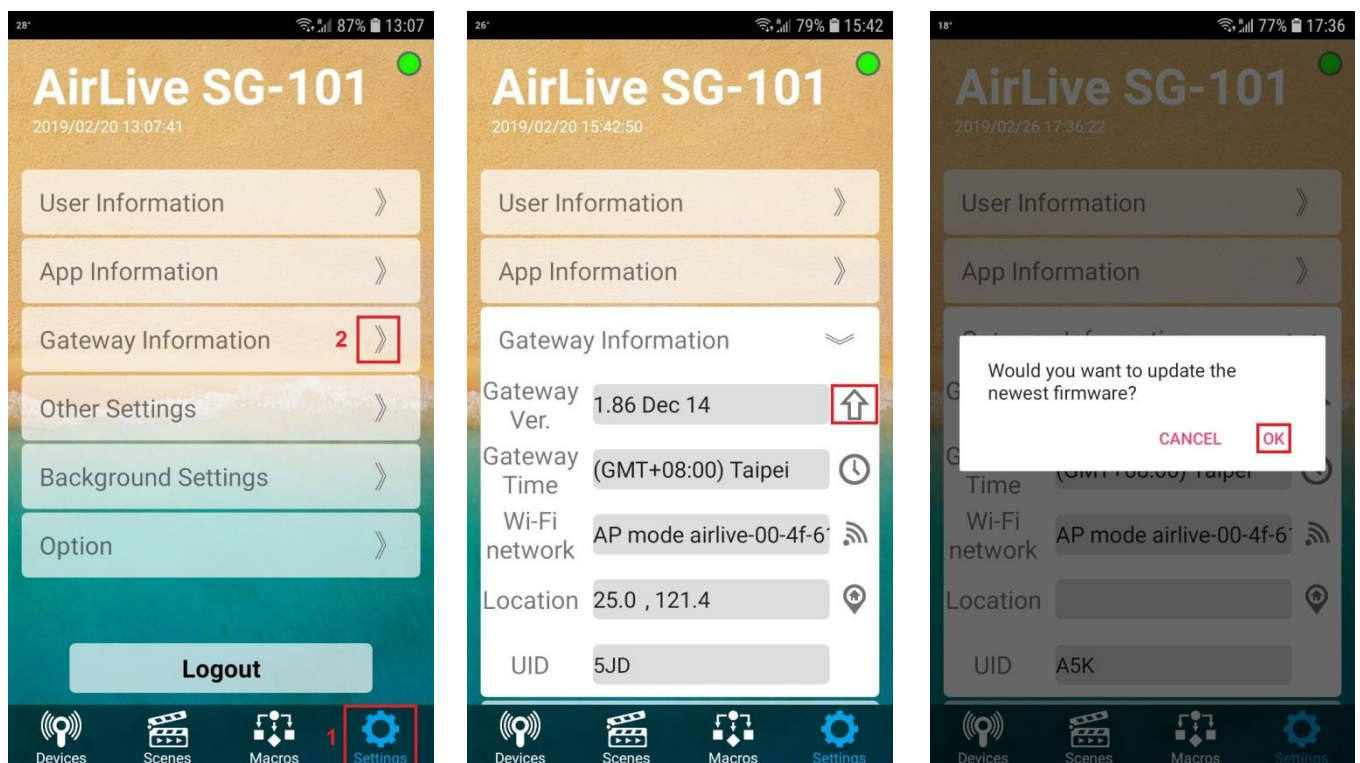 28°
87% 13:07
AirLive SG-101
2019/02/20 13:07:41
User Information
App Information
Gateway Information 2
Other Settings
Background Settings
Option
Logout
1
Devices Scenes Macros Settings
26°
79% 15:42
AirLive SG-101
2019/02/20 15:42:50
User Information
App Information
Gateway Information
Gateway Ver. 1.86 Dec 14
Gateway Time (GMT+08:00) Taipei
Wi-Fi network AP mode airlive-00-4f-6
Location 25.0 , 121.4
UID 5JD
Devices Scenes Macros Settings
18°
77% 17:36
AirLive SG-101
2019/02/26 17:36:22
User Information
App Information
Would you want to update the
newest firmware?
CANCEL OK
Time (GMT+08:00) Taipei
Wi-Fi
network AP mode airlive-00-4f-6
Location
UID A5K
Devices Scenes Macros Settings